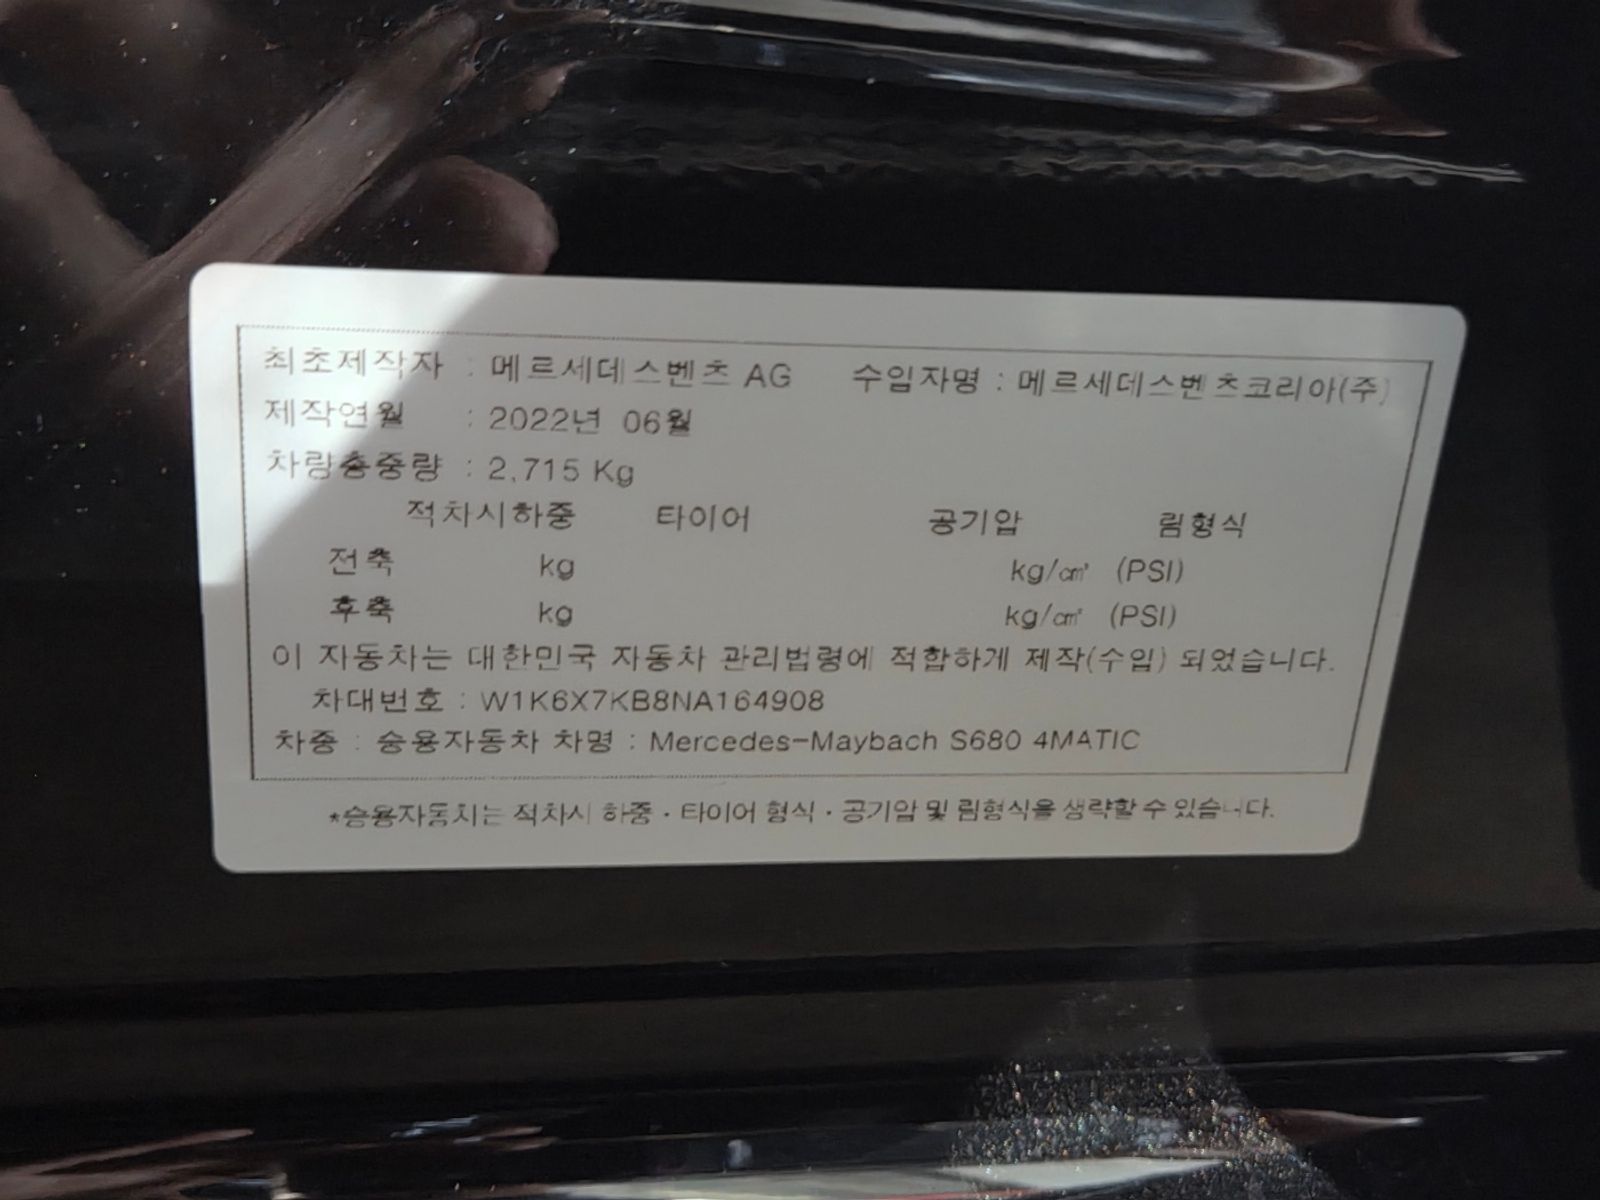 최초제작자 : 메르세데스벤츠 AG 수입자명 : 메르세데스벤츠코리아(주)
제작연월 : 2022년 06월
차량총중량 : 2,715 Kg
적차시하중 타이어 공기압 림형식
전축 kg kg/㎠ (PSI)
후축 kg kg/㎠ (PSI)
이 자동차는 대한민국 자동차 관리법령에 적합하게 제작(수입) 되었습니다.
차대번호 : W1K6X7KB8NA164908
차종 : 승용자동차 차명 : Mercedes-Maybach S680 4MATIC
*승용자동차는 적차시 하중 · 타이어 형식 · 공기압 및 림형식을 생략할 수 있습니다.